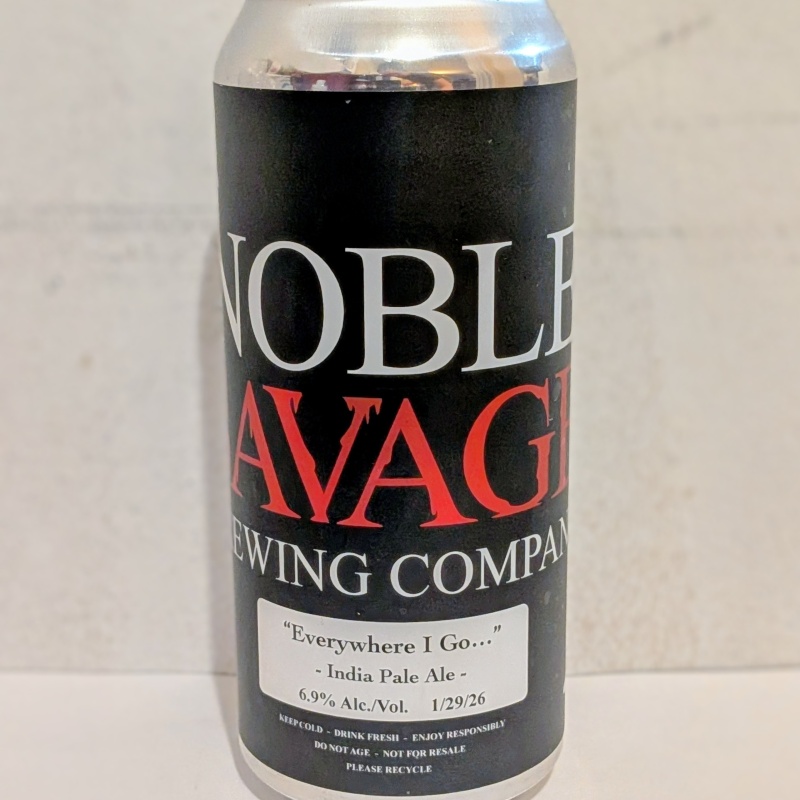 NOBLE
AVAGE
EWING COMPAN
“Everywhere I Go...”
- India Pale Ale -
6.9% Alc./Vol. 1/29/26
KEEP COLD - DRINK FRESH - ENJOY RESPONSIBLY
DO NOT AGE - NOT FOR RESALE
PLEASE RECYCLE